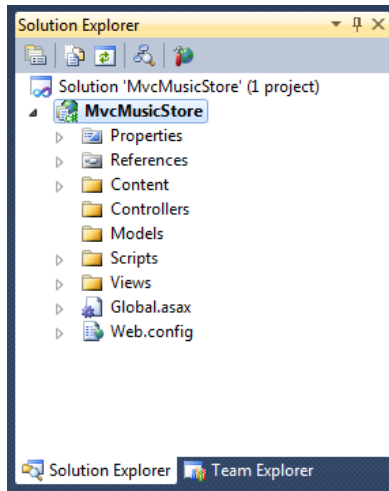 Solution Explorer
Solution 'MvcMusicStore' (1 project)
MvcMusicStore
Properties
References
Content
Controllers
Models
Scripts
Views
Global.asax
Web.config
Solution Explorer Team Explorer